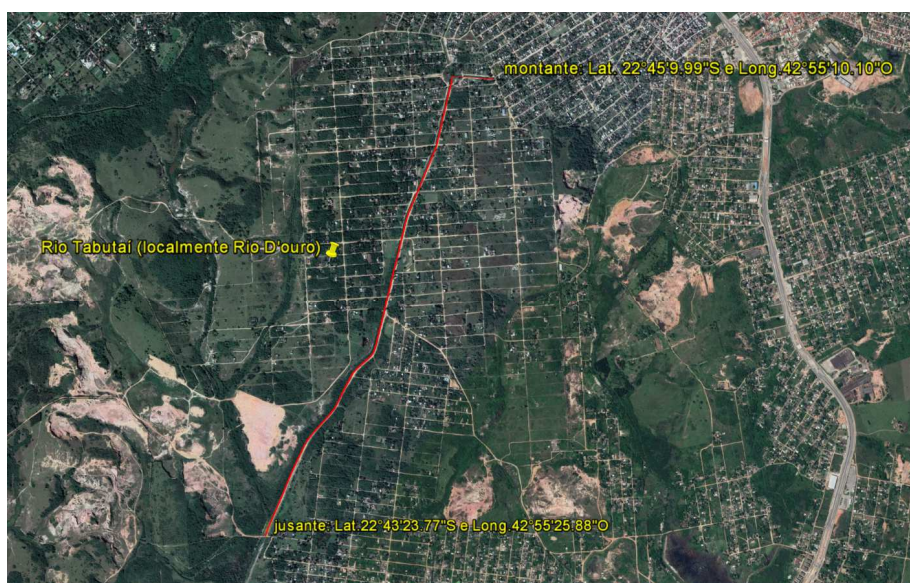 montante: Lat. 22°45'9.99"S e Long.42°55'10.10"O
Rio Tabutaí (localmente Rio D'ouro)
jusante: Lat.22°43'23.77"S e Long.42°55'25.88"O